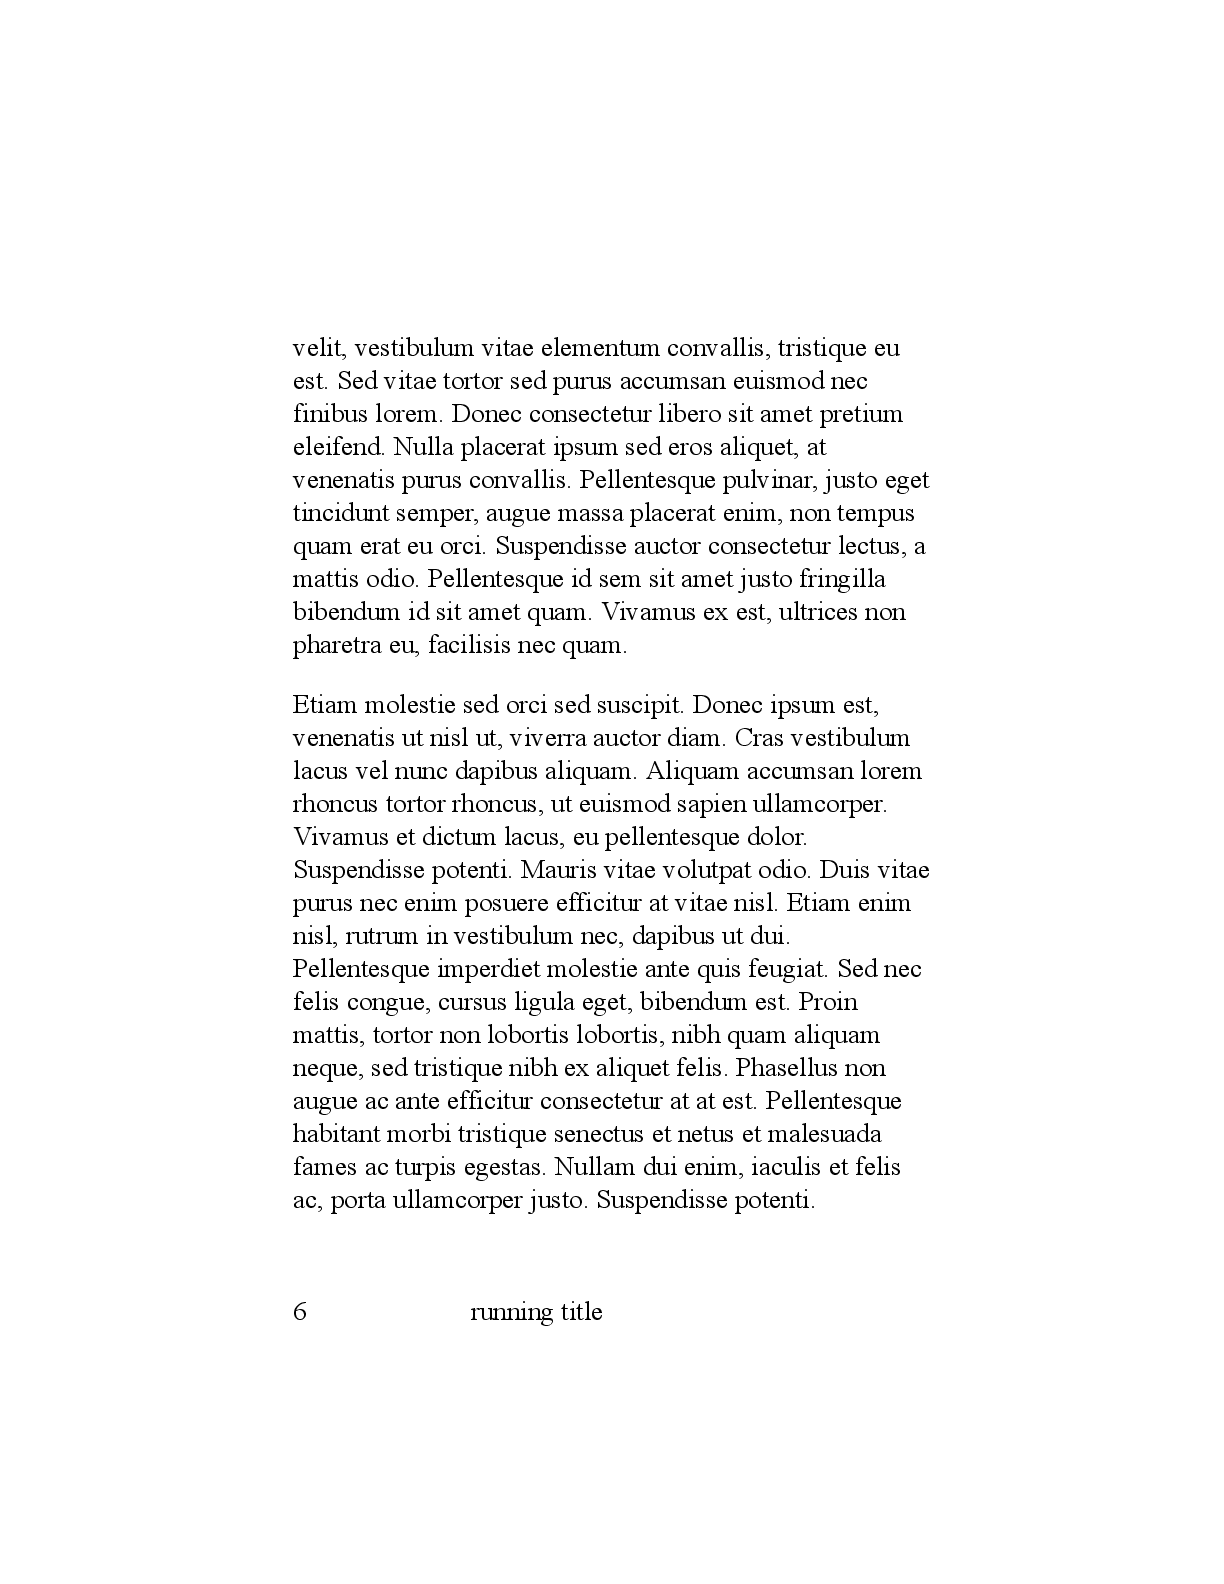 velit, vestibulum vitae elementum convallis, tristique eu
est. Sed vitae tortor sed purus accumsan euismod nec
finibus lorem. Donec consectetur libero sit amet pretium
eleifend. Nulla placerat ipsum sed eros aliquet, at
venenatis purus convallis. Pellentesque pulvinar, justo eget
tincidunt semper, augue massa placerat enim, non tempus
quam erat eu orci. Suspendisse auctor consectetur lectus, a
mattis odio. Pellentesque id sem sit amet justo fringilla
bibendum id sit amet quam. Vivamus ex est, ultrices non
pharetra eu, facilisis nec quam.
Etiam molestie sed orci sed suscipit. Donec ipsum est,
venenatis ut nisl ut, viverra auctor diam. Cras vestibulum
lacus vel nunc dapibus aliquam. Aliquam accumsan lorem
rhoncus tortor rhoncus, ut euismod sapien ullamcorper.
Vivamus et dictum lacus, eu pellentesque dolor.
Suspendisse potenti. Mauris vitae volutpat odio. Duis vitae
purus nec enim posuere efficitur at vitae nisl. Etiam enim
nisl, rutrum in vestibulum nec, dapibus ut dui.
Pellentesque imperdiet molestie ante quis feugiat. Sed nec
felis congue, cursus ligula eget, bibendum est. Proin
mattis, tortor non lobortis lobortis, nibh quam aliquam
neque, sed tristique nibh ex aliquet felis. Phasellus non
augue ac ante efficitur consectetur at at est. Pellentesque
habitant morbi tristique senectus et netus et malesuada
fames ac turpis egestas. Nullam dui enim, iaculis et felis
ac, porta ullamcorper justo. Suspendisse potenti.
6 running title